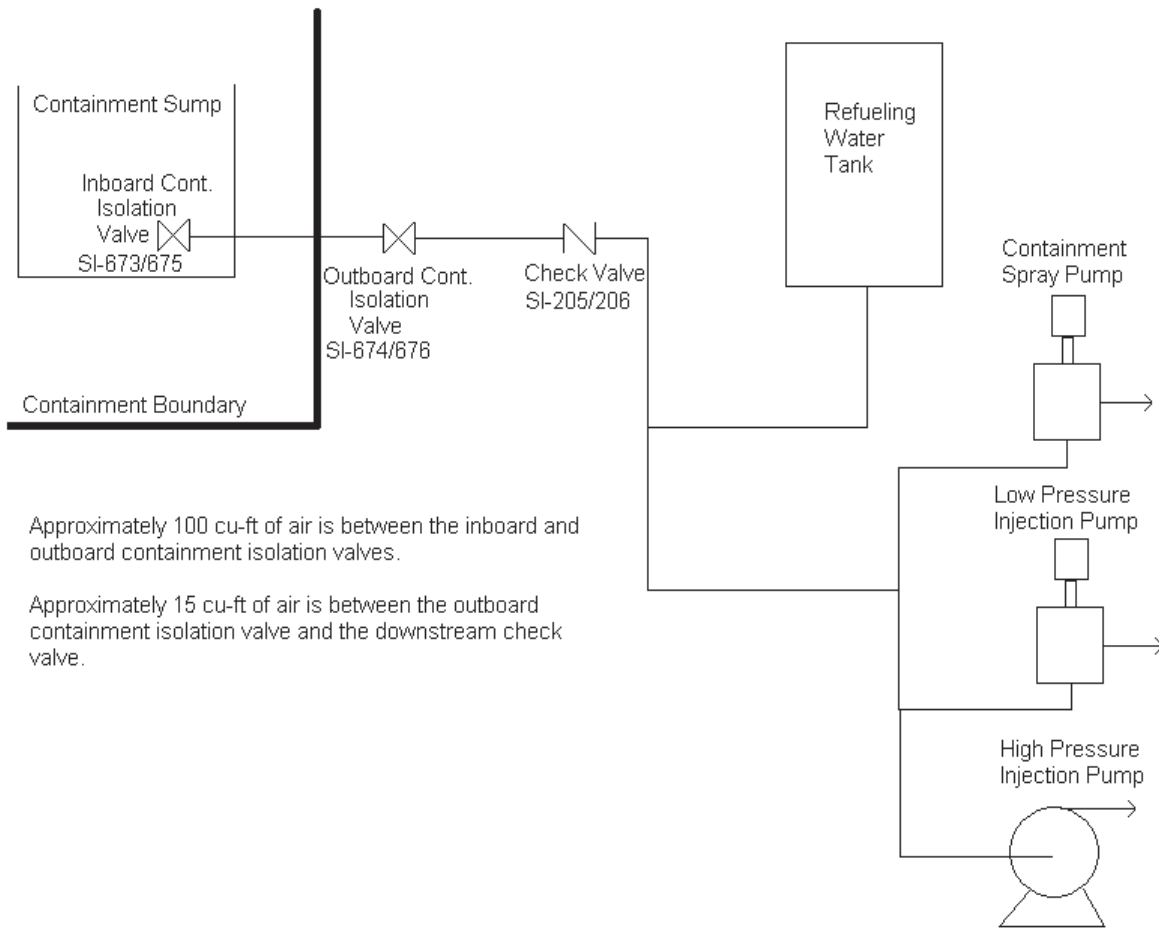 Containment Sump
Inboard Cont.
Isolation
Valve
SI-673/675
Outboard Cont.
Isolation
Valve
SI-674/676
Check Valve
SI-205/206
Refueling
Water
Tank
Containment
Spray Pump
Containment Boundary
Low Pressure
Injection Pump
Approximately 100 cu-ft of air is between the inboard and
outboard containment isolation valves.
Approximately 15 cu-ft of air is between the outboard
containment isolation valve and the downstream check
valve.
High Pressure
Injection Pump